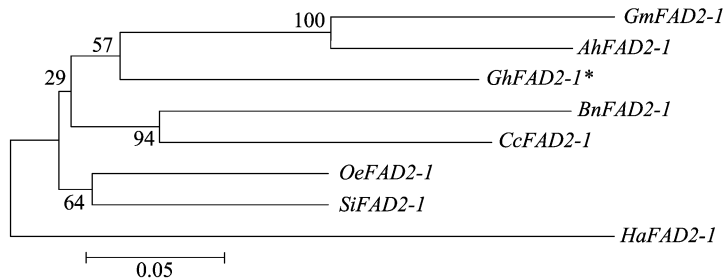 100
GmFAD2-1
57
AhFAD2-1
29
GhFAD2-1*
BnFAD2-1
94
CcFAD2-1
OeFAD2-1
64
SiFAD2-1
HaFAD2-1
0.05